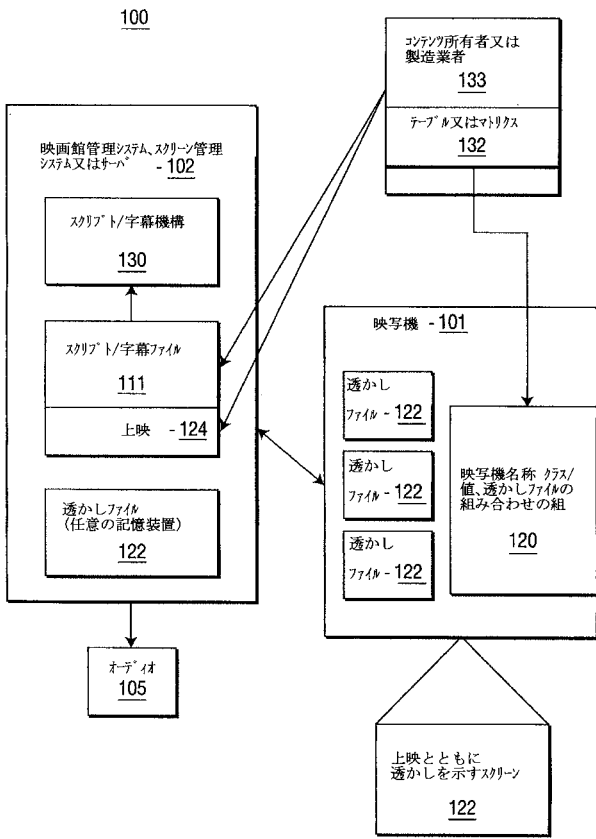 100
コンテンツ所有者又は
製造業者
133
テーブル又はマトリクス
132
映画館管理システム、スクリーン管理
システム又はサーバ - 102
スクリプト/字幕機構
130
スクリプト/字幕ファイル
111
上映 - 124
透かしファイル
(任意の記憶装置)
122
オーディオ
105
映写機 - 101
透かし
ファイル - 122
透かし
ファイル - 122
透かし
ファイル - 122
映写機名称 クラス/
値、透かしファイルの
組み合わせの組
120
上映とともに
透かしを示すスクリーン
122